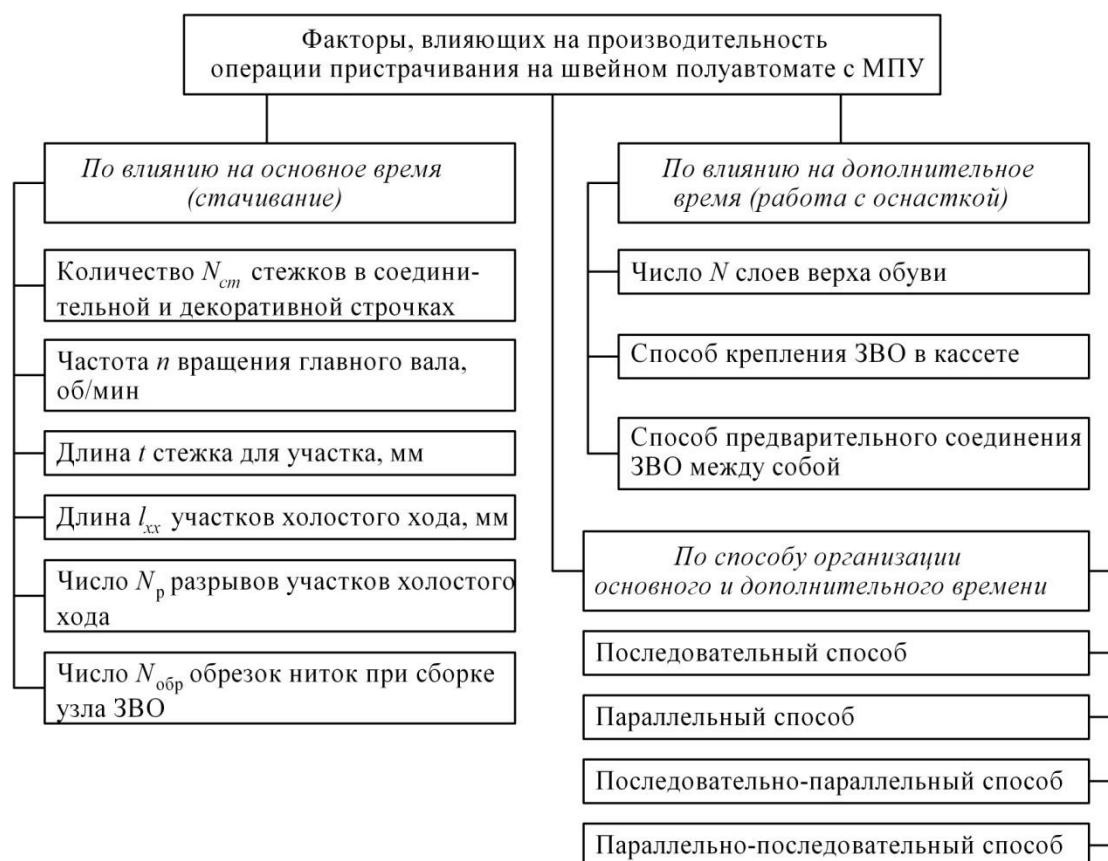 Факторы, влияющих на производительность
операции пристрачивания на швейном полуавтомате с МПУ
По влиянию на основное время
(стачивание)
Количество Nст стежков в соедини-
тельной и декоративной строчках
Частота n вращения главного вала,
об/мин
Длина t стежка для участка, мм
Длина lхх участков холостого хода, мм
Число Nр разрывов участков холостого
хода
Число Nобр обрезок ниток при сборке
узла ЗВО
По влиянию на дополнительное
время (работа с оснасткой)
Число N слоев верха обуви
Способ крепления ЗВО в кассете
Способ предварительного соединения
ЗВО между собой
По способу организации
основного и дополнительного времени
Последовательный способ
Параллельный способ
Последовательно-параллельный способ
Параллельно-последовательный способ